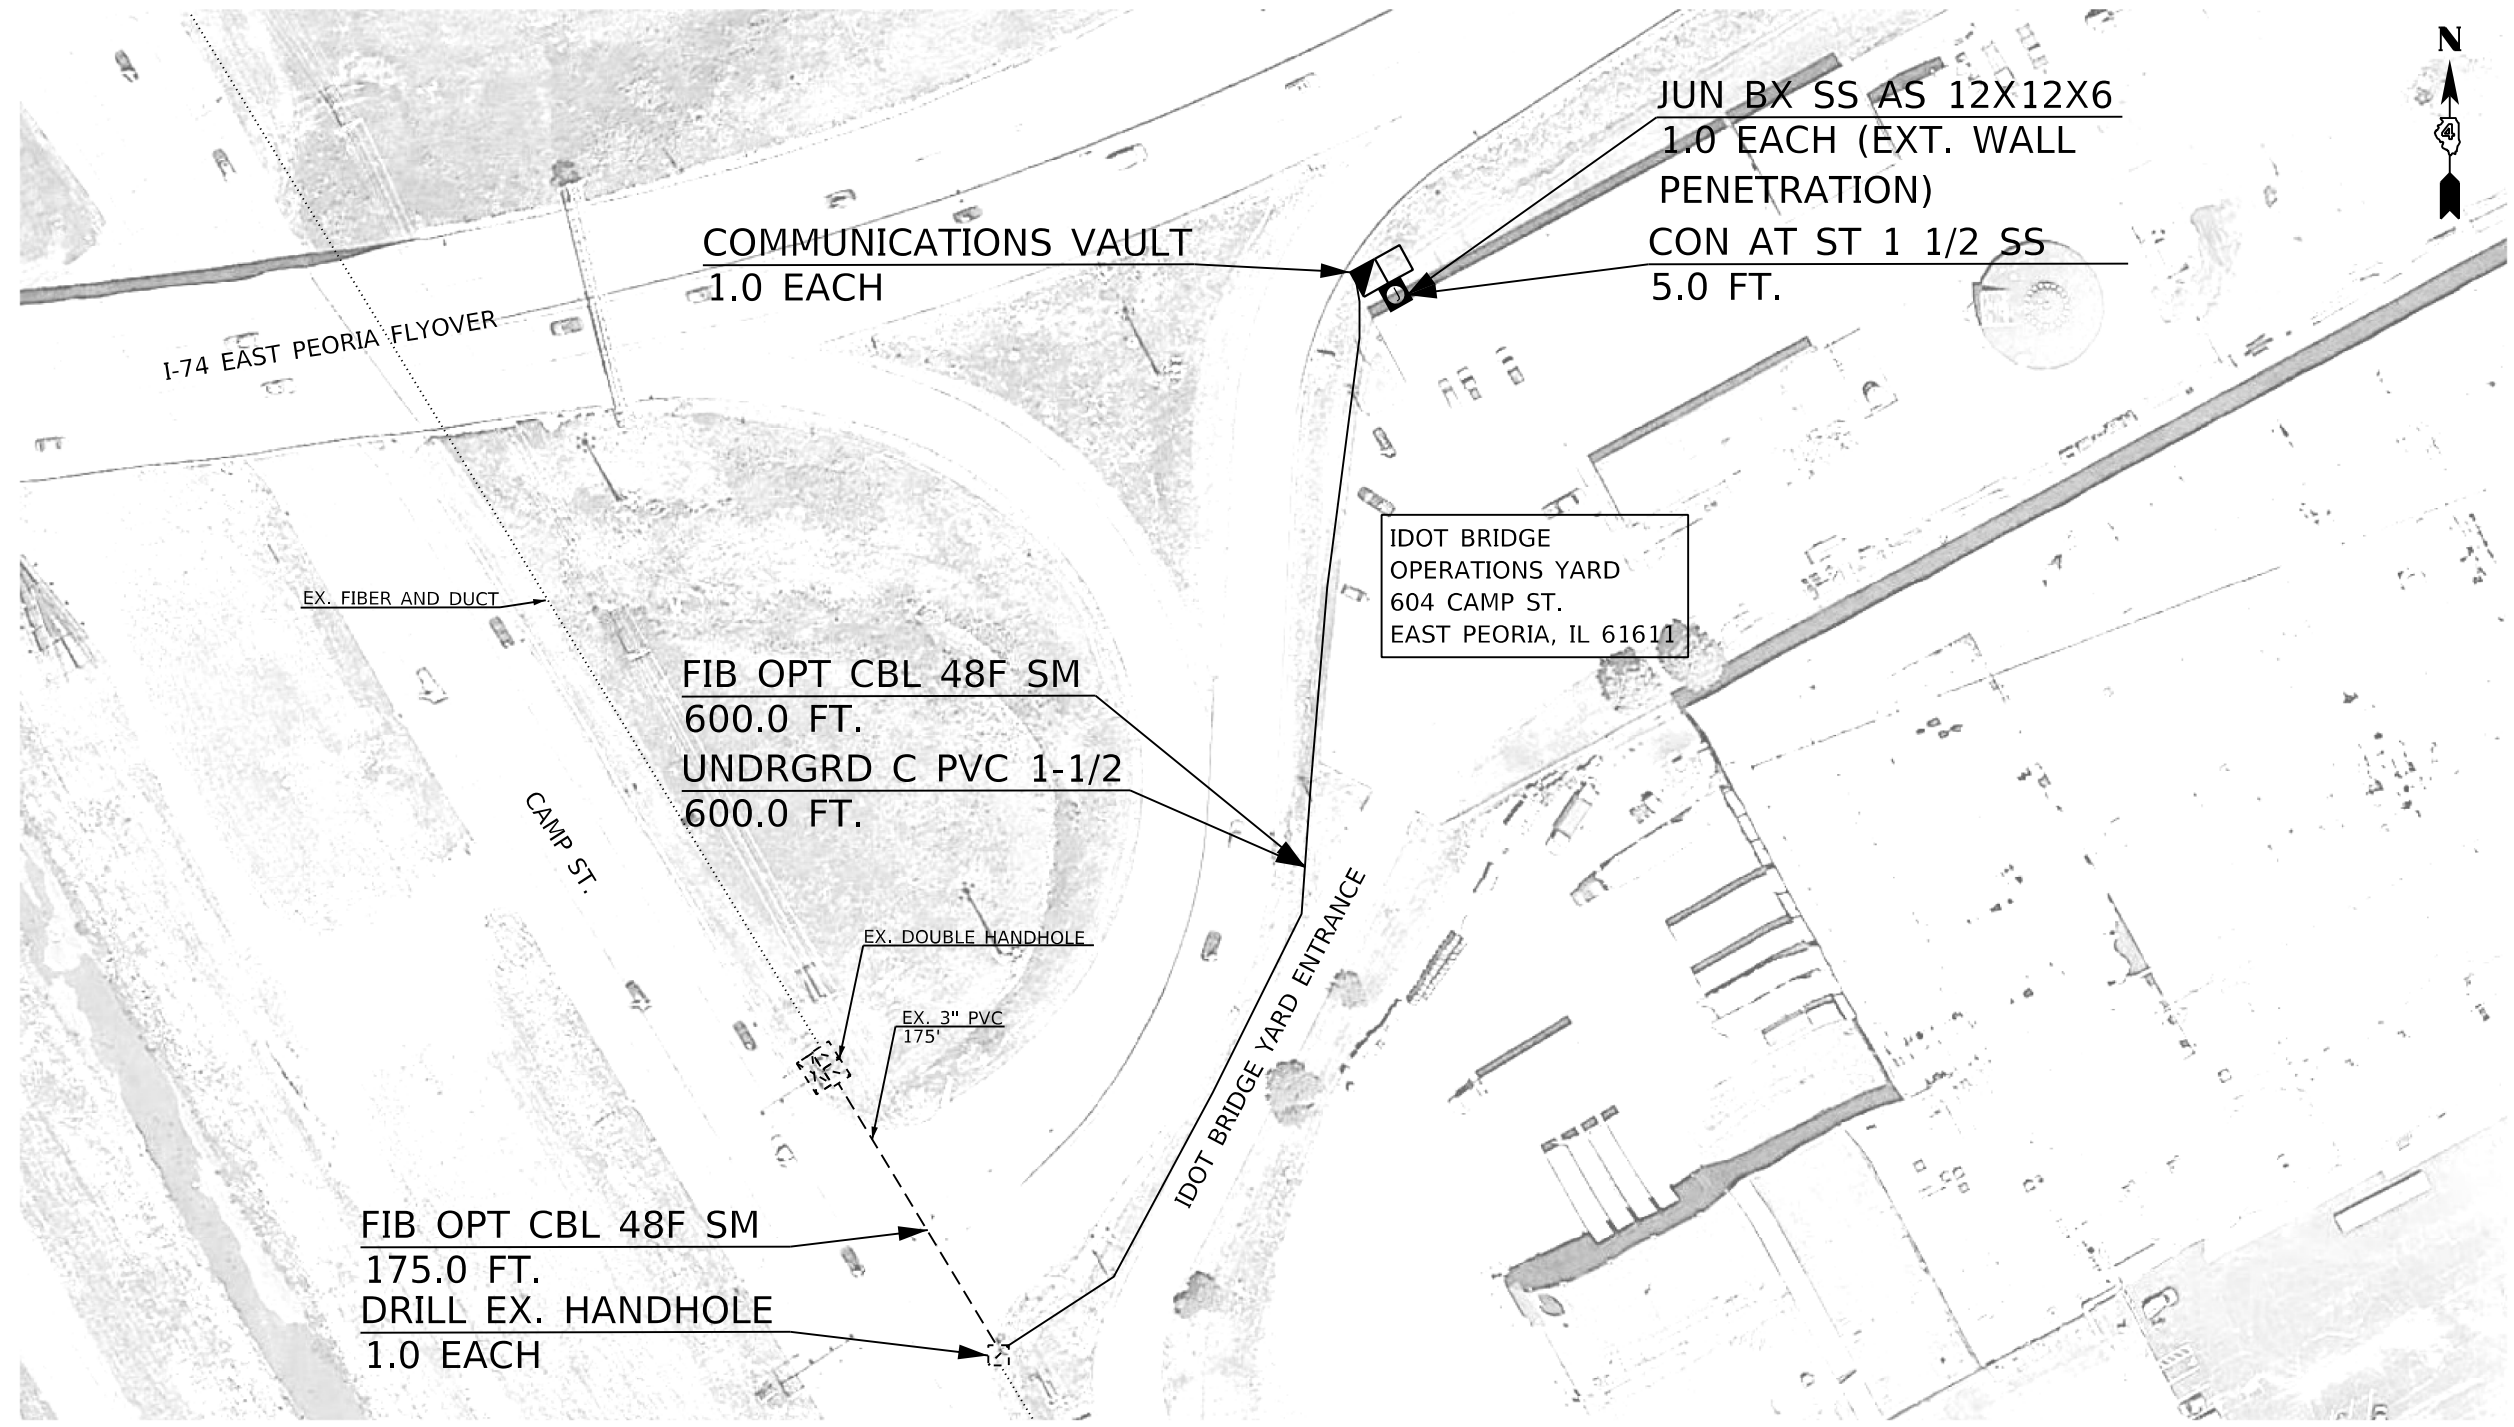 N
4
JUN BX SS AS 12X12X6
1.0 EACH (EXT. WALL
PENETRATION)
CON AT ST 1 1/2 SS
5.0 FT.
COMMUNICATIONS VAULT
1.0 EACH
J
I-74 EAST PEORIA FLYOVER
IDOT BRIDGE
OPERATIONS YARD
604 CAMP ST.
EAST PEORIA, IL 61611
EX. FIBER AND DUCT
FIB OPT CBL 48F SM
600.0 FT.
UNDRGRD C PVC 1-1/2
600.0 FT.
CAMP ST.
IDOT BRIDGE YARD ENTRANCE
EX. DOUBLE HANDHOLE
EX. 3" PVC
175'
FIB OPT CBL 48F SM
175.0 FT.
DRILL EX. HANDHOLE
1.0 EACH